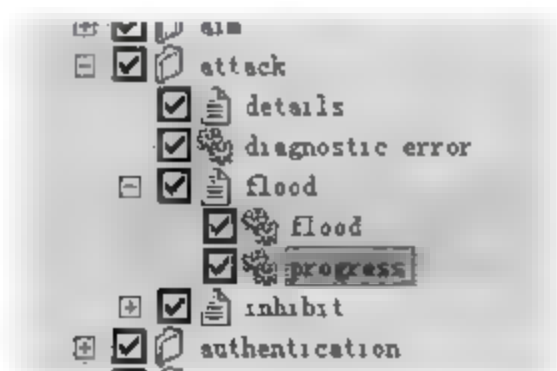 aim
attack
details
diagnostic error
flood
flood
progress
inhibit
authentication